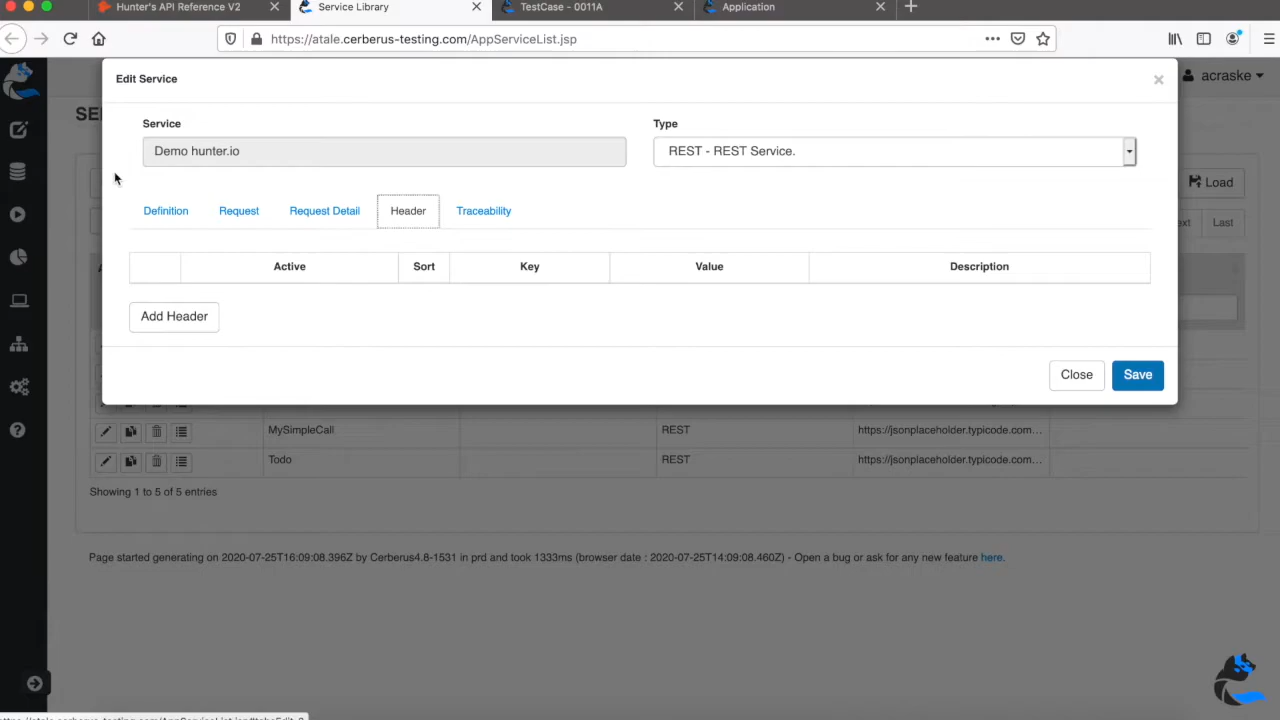 Hunter's API Reference V2
Service Library
TestCase - 0011A
Application
https://atale.cerberus-testing.com/AppServiceList.jsp
Edit Service
acraske
SE
Service
Type
Demo hunter.io
REST - REST Service.
Load
Definition
Request
Request Detail
Header
Traceability
ext
Last
Active
Sort
Key
Value
Description
Add Header
Close
Save
MySimpleCall
REST
https://jsonplaceholder.typicode.com...
Todo
REST
https://jsonplaceholder.typicode.com...
Showing 1 to 5 of 5 entries
Page started generating on 2020-07-25T16:09:08.396Z by Cerberus4.8-1531 in prd and took 1333ms (browser date : 2020-07-25T14:09:08.460Z) - Open a bug or ask for any new feature here.